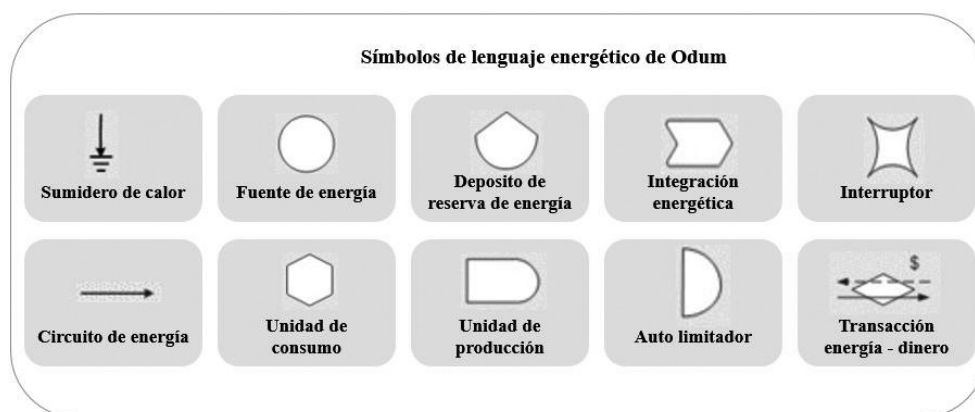 Símbolos de lenguaje energético de Odum
Sumidero de calor
Fuente de energía
Deposito de
reserva de energía
Integración
energética
Interruptor
Circuito de energía
Unidad de
consumo
Unidad de
producción
Auto limitador
$
Transacción
energía - dinero